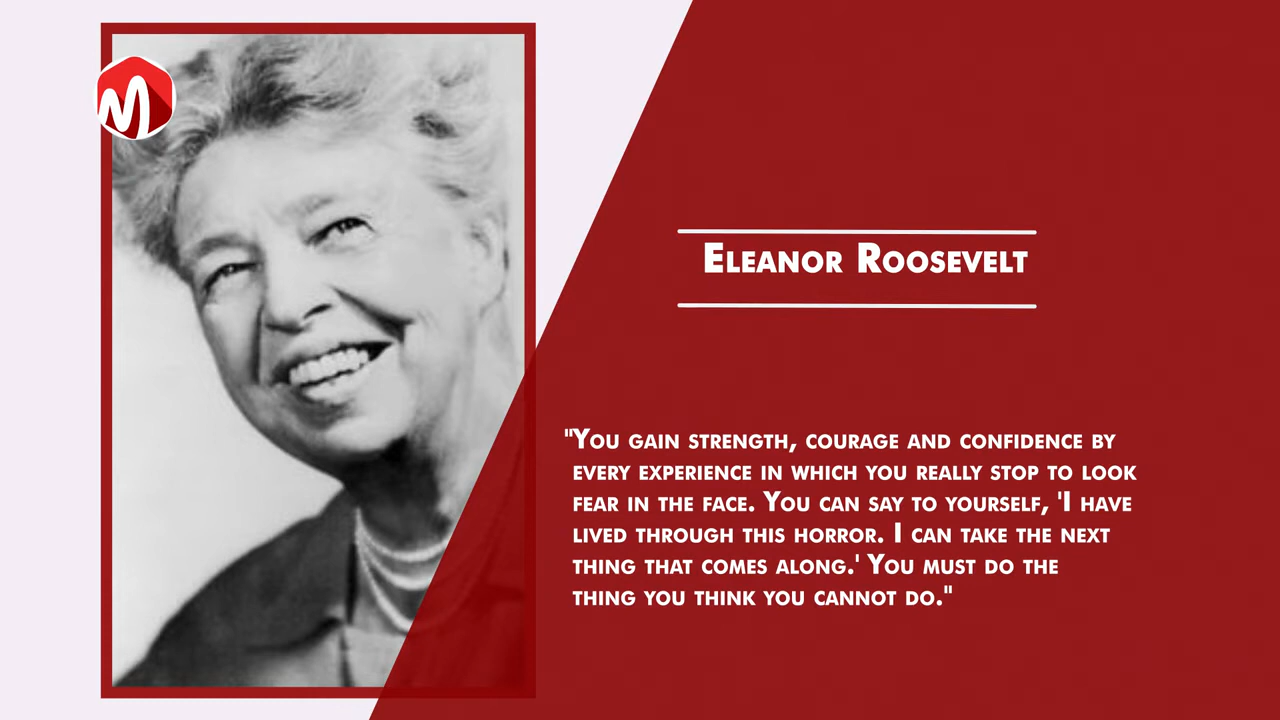 M
Eleanor Roosevelt
"You gain strength, courage and confidence by
every experience in which you really stop to look
fear in the face. You can say to yourself, 'I have
lived through this horror. I can take the next
thing that comes along.' You must do the
thing you think you cannot do."